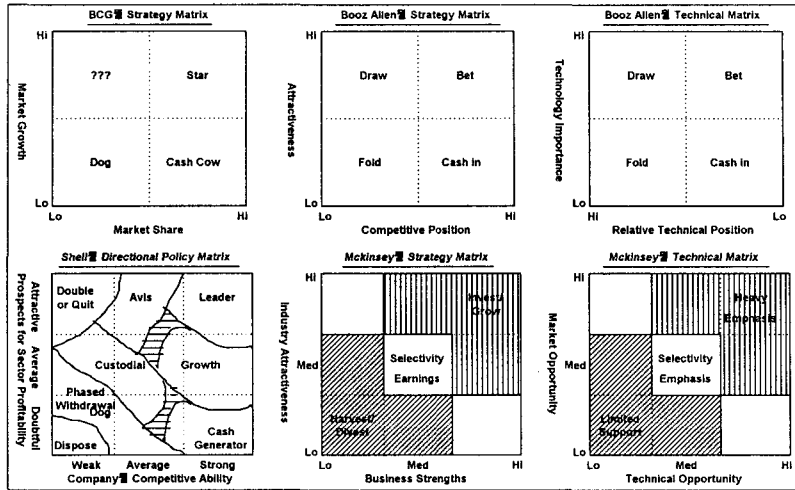 BCG월 Strategy Matrix
Hi
???
Star
Dog
Cash Cow
Market Growth
Lo
Lo
Hi
Market Share
Booz Allen월 Strategy Matrix
Hi
Draw
Bet
Fold
Cash in
Attractiveness
Lo
Lo
Hi
Competitive Position
Booz Allen월 Technical Matrix
Hi
Draw
Bet
Fold
Cash in
Technology Importance
Lo
Hi
Lo
Relative Technical Position
Shell월 Directional Policy Matrix
Double
or Quit
Avis
Leader
Custodial
Growth
Phased
Withdrawal
Dog
Cash
Generator
Dispose
Attractive Average Doubtful
Prospects for Sector Profitability
Weak Average Strong
Company월 Competitive Ability
Mckinsey월 Strategy Matrix
Hi
Invest/
Grow
Selectivity
Earnings
Med
Harvest/
Divest
Industry Attractiveness
Lo
Lo Med Hi
Business Strengths
Mckinsey월 Technical Matrix
Hi
Heavy
Emphasis
Selectivity
Emphasis
Med
Limited
Support
Market Opportunity
Lo
Lo Med Hi
Technical Opportunity